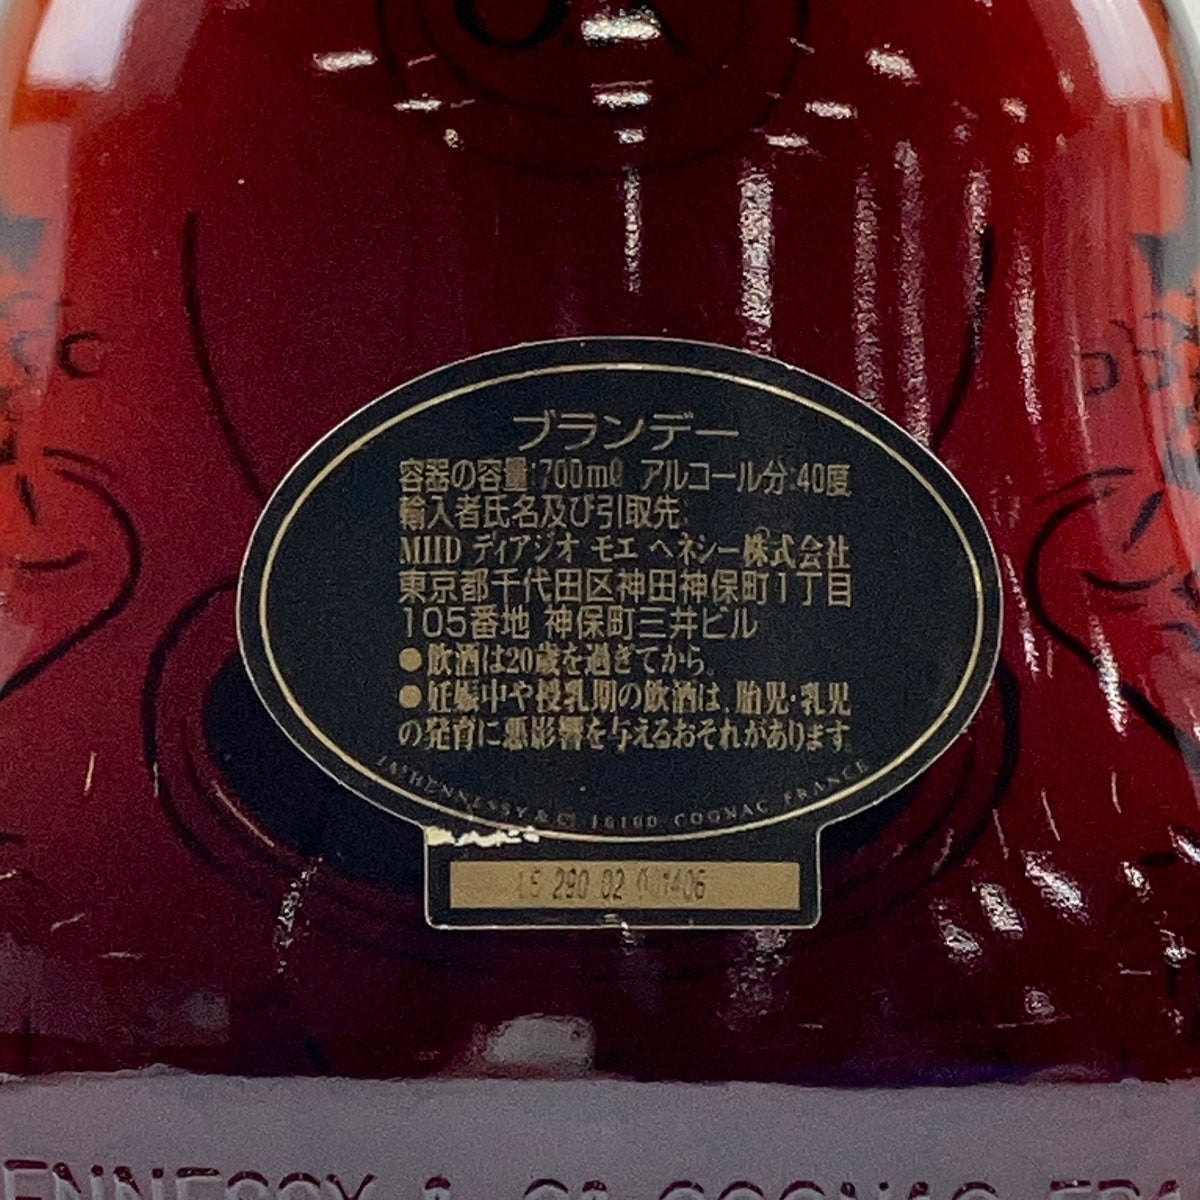 ブランデー
容器の容量:700mℓ アルコール分:40度
輸入者氏名及び引取先:
MHD ディアジオ モエ ヘネシー株式会社
東京都千代田区神田神保町1丁目
105番地 神保町三井ビル
●飲酒は20歳を過ぎてから。
●妊娠中や授乳期の飲酒は、胎児・乳児
の発育に悪影響を与えるおそれがあります
JAs HENNESSY & Co 16100 COGNAC FRANCE
290 02 1406
ENNESSY & Co COGNAC FRA